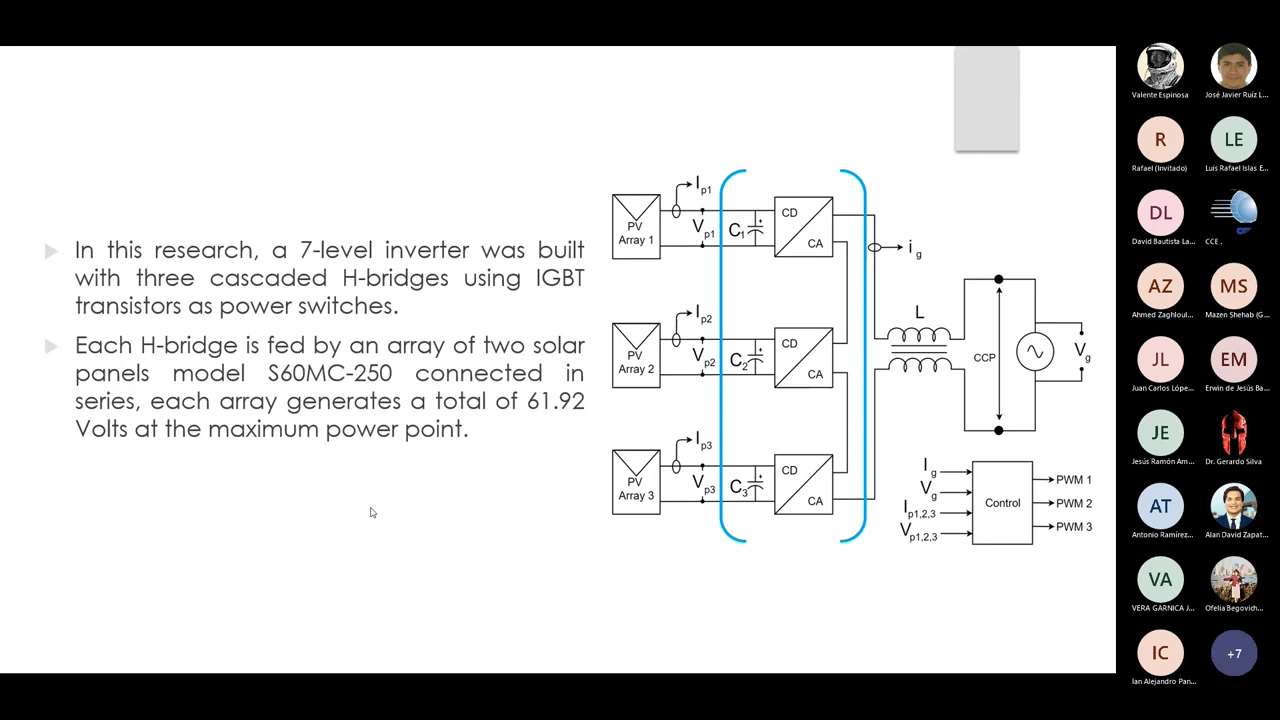 In this research, a 7-level inverter was built
with three cascaded H-bridges using IGBT
transistors as power switches.
Each H-bridge is fed by an array of two solar
panels model S60MC-250 connected in
series, each array generates a total of 61.92
Volts at the maximum power point.
PV
Array 1
Ip1
Vp1
C1
+
CD
CA
ig
PV
Array 2
Ip2
Vp2
C2
+
CD
CA
L
CCP
Vg
PV
Array 3
Ip3
Vp3
C3
+
CD
CA
Ig
Vg
Ip1,2,3
Vp1,2,3
Control
PWM 1
PWM 2
PWM 3
Valente Espinosa
José Javier Ruíz L...
R
Rafael (Invitado)
LE
Luis Rafael Islas E...
DL
David Bautista La...
CCE .
AZ
Ahmed Zaghloul...
MS
Mazen Shehab (G...
JL
Juan Carlos Lópe...
EM
Erwin de Jesús Ba...
JE
Jesús Ramón Am...
Dr. Gerardo Silva
AT
Antonio Ramírez...
Alan David Zapat...
VA
VERA GARNICA J...
Ofelia Begovich...
IC
Ian Alejandro Pan...
+7